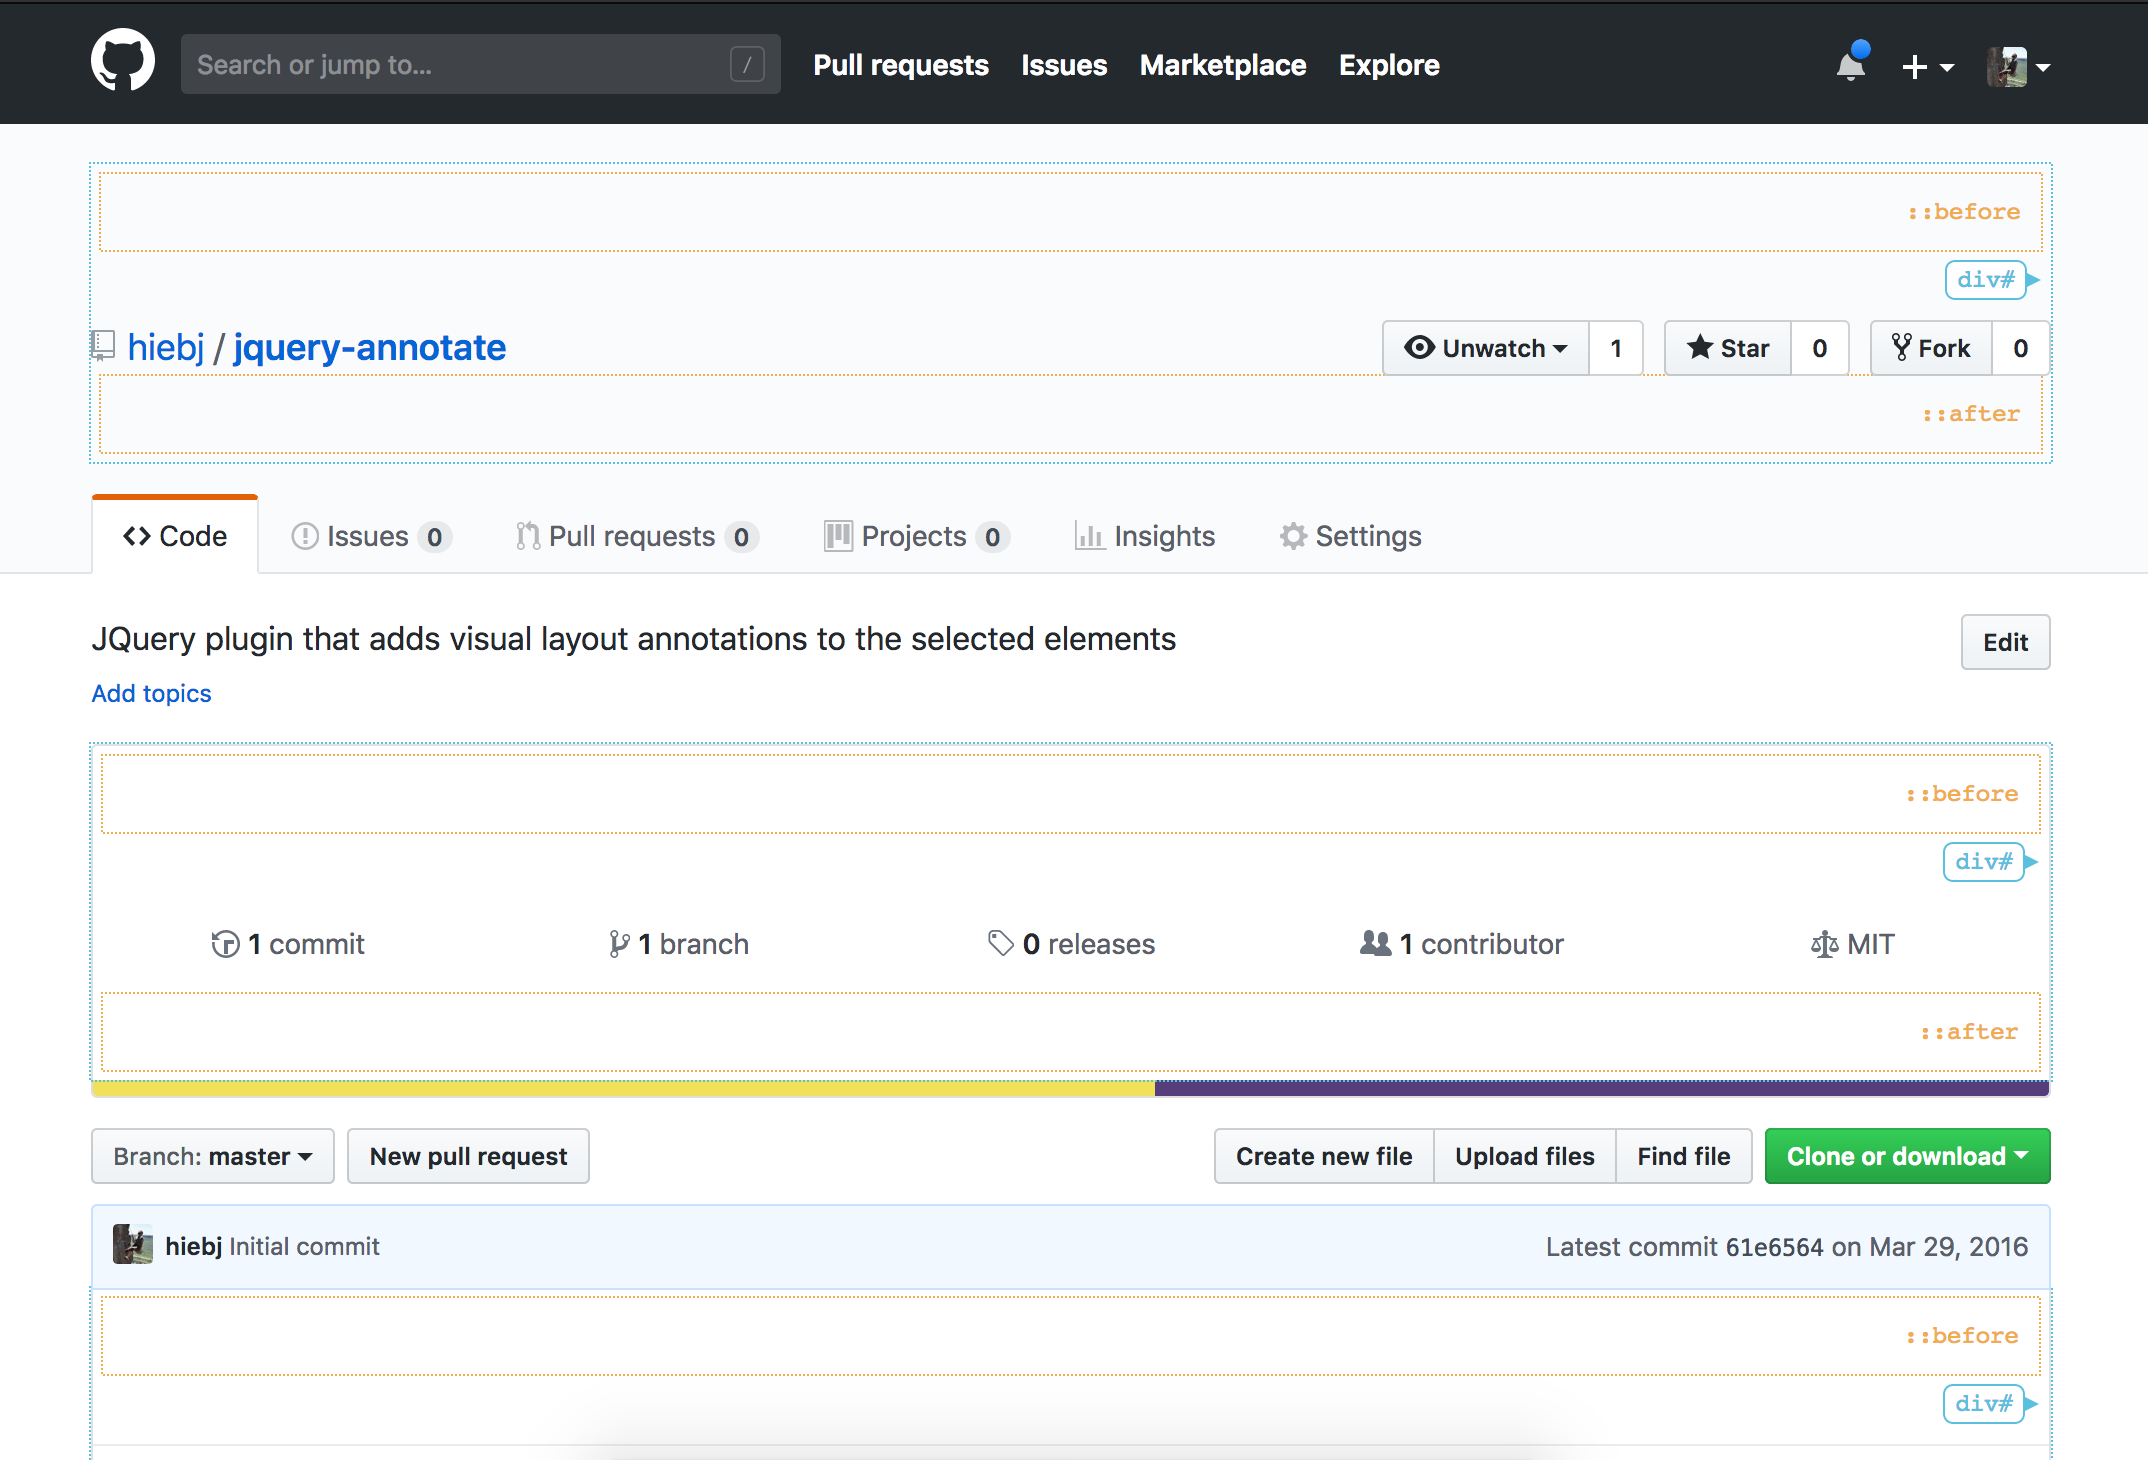 Search or jump to... / Pull requests Issues Marketplace Explore
::before
div#
hiebj / jquery-annotate Unwatch 1 Star 0 Fork 0
::after
Code Issues 0 Pull requests 0 Projects 0 Insights Settings
JQuery plugin that adds visual layout annotations to the selected elements Edit
Add topics
::before
div#
1 commit 1 branch 0 releases 1 contributor MIT
::after
Branch: master New pull request Create new file Upload files Find file Clone or download
hiebj Initial commit Latest commit 61e6564 on Mar 29, 2016
::before
div#